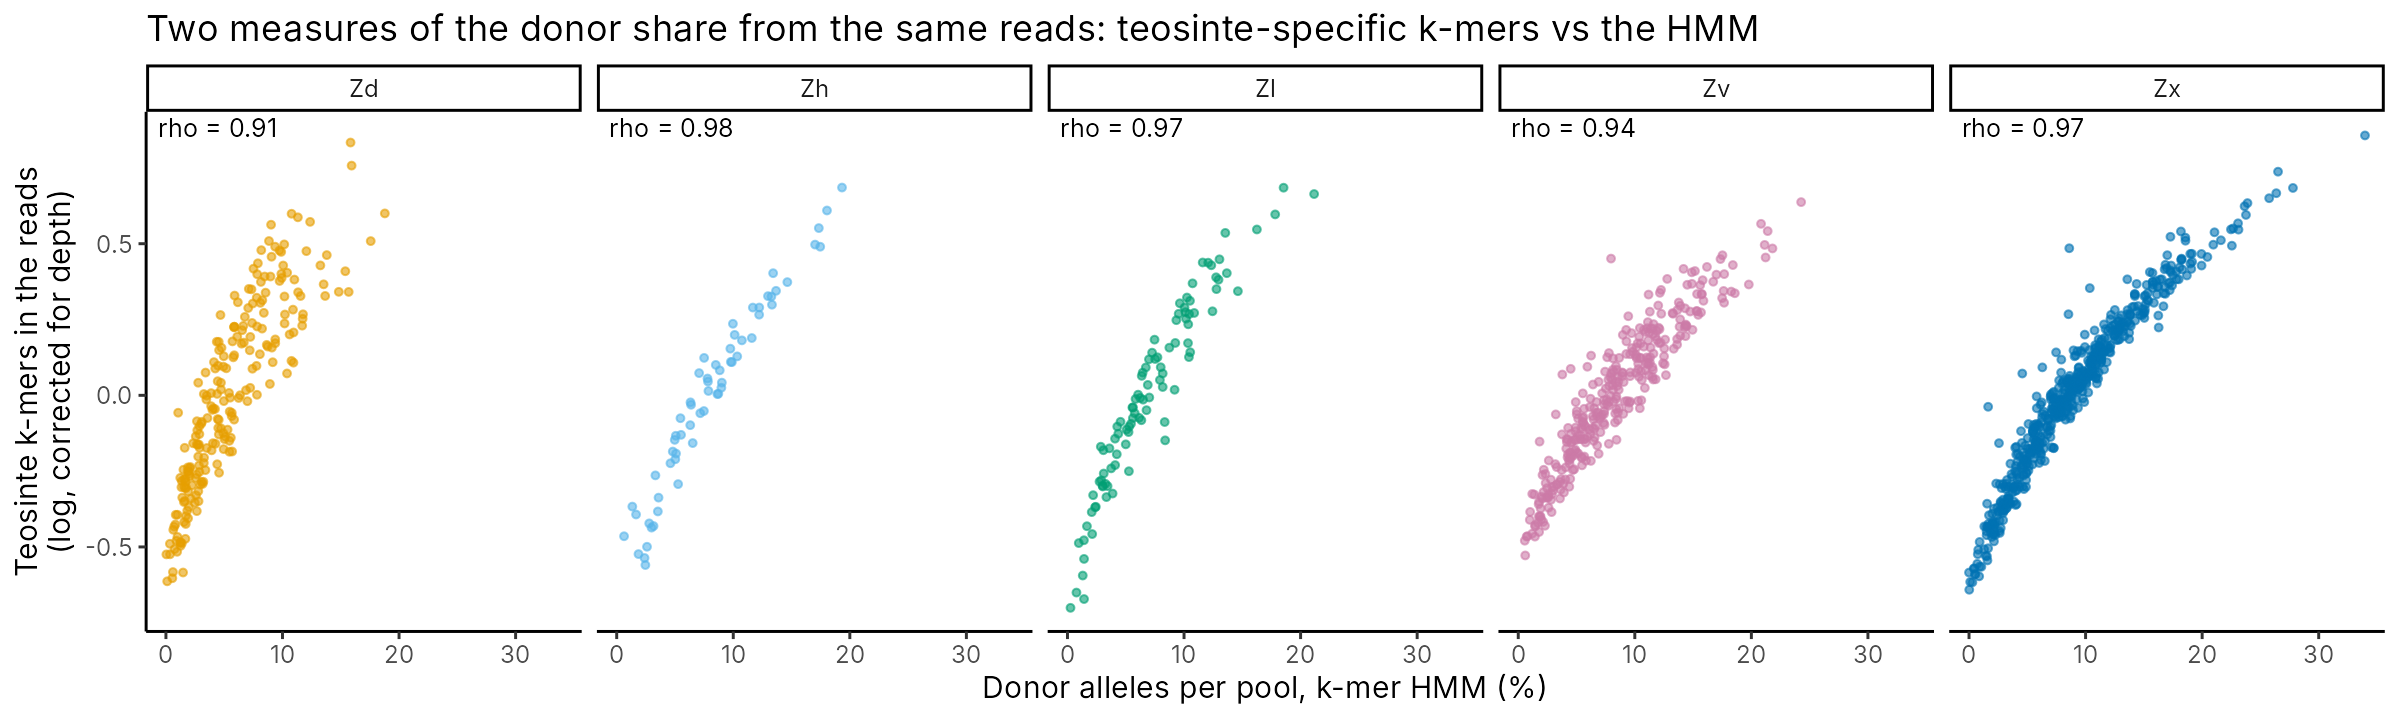 Two measures of the donor share from the same reads: teosinte-specific k-mers vs the HMM
Zd
Zh
Zl
Zv
Zx
rho = 0.91
rho = 0.98
rho = 0.97
rho = 0.94
rho = 0.97
Teosinte k-mers in the reads
(log, corrected for depth)
0.5
0.0
-0.5
0 10 20 30
0 10 20 30
0 10 20 30
0 10 20 30
0 10 20 30
Donor alleles per pool, k-mer HMM (%)